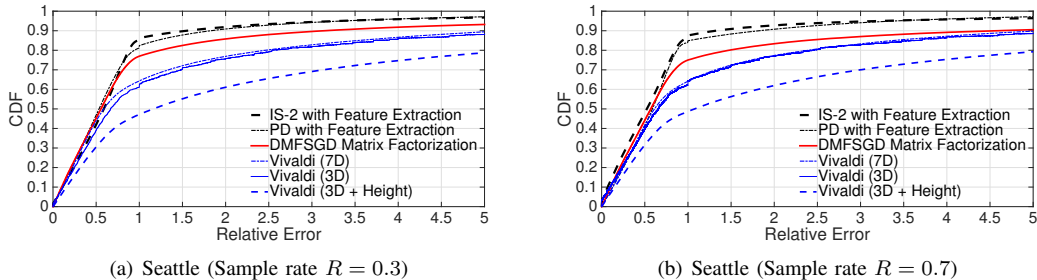 1
0.9
0.8
0.7
0.6
0.5
0.4
0.3
0.2
0.1
0
CDF
IS-2 with Feature Extraction
PD with Feature Extraction
DMFSGD Matrix Factorization
Vivaldi (7D)
Vivaldi (3D)
Vivaldi (3D + Height)
0 0.5 1 1.5 2 2.5 3 3.5 4 4.5 5
Relative Error
(a) Seattle (Sample rate R = 0.3)
1
0.9
0.8
0.7
0.6
0.5
0.4
0.3
0.2
0.1
0
CDF
IS-2 with Feature Extraction
PD with Feature Extraction
DMFSGD Matrix Factorization
Vivaldi (7D)
Vivaldi (3D)
Vivaldi (3D + Height)
0 0.5 1 1.5 2 2.5 3 3.5 4 4.5 5
Relative Error
(b) Seattle (Sample rate R = 0.7)